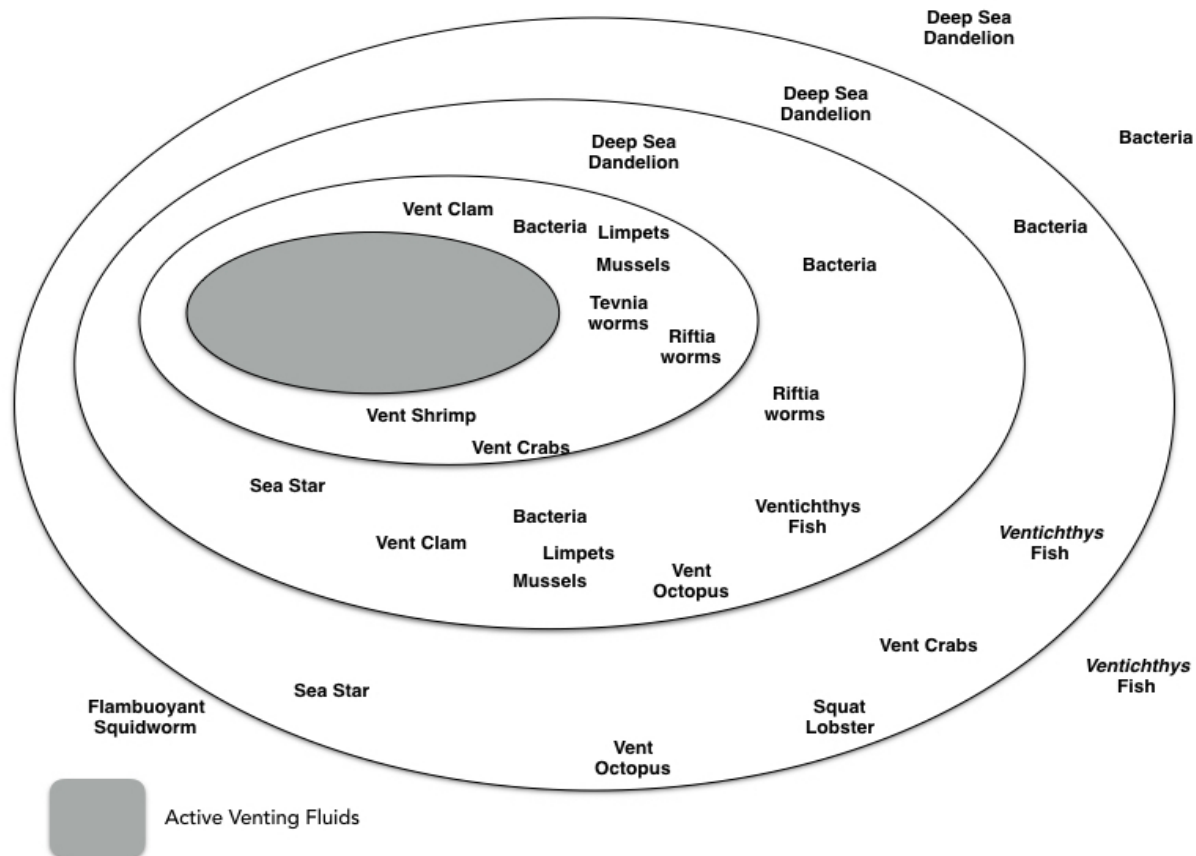 Deep Sea
Dandelion
Deep Sea
Dandelion
Bacteria
Deep Sea
Dandelion
Vent Clam
Bacteria
Limpets
Bacteria
Mussels
Bacteria
Tevnia
worms
Riftia
worms
Riftia
worms
Vent Shrimp
Vent Crabs
Sea Star
Bacteria
Ventichthys
Fish
Vent Clam
Limpets
Ventichthys
Fish
Mussels
Vent
Octopus
Vent Crabs
Ventichthys
Fish
Sea Star
Flambuoyant
Squidworm
Squat
Lobster
Vent
Octopus
Active Venting Fluids